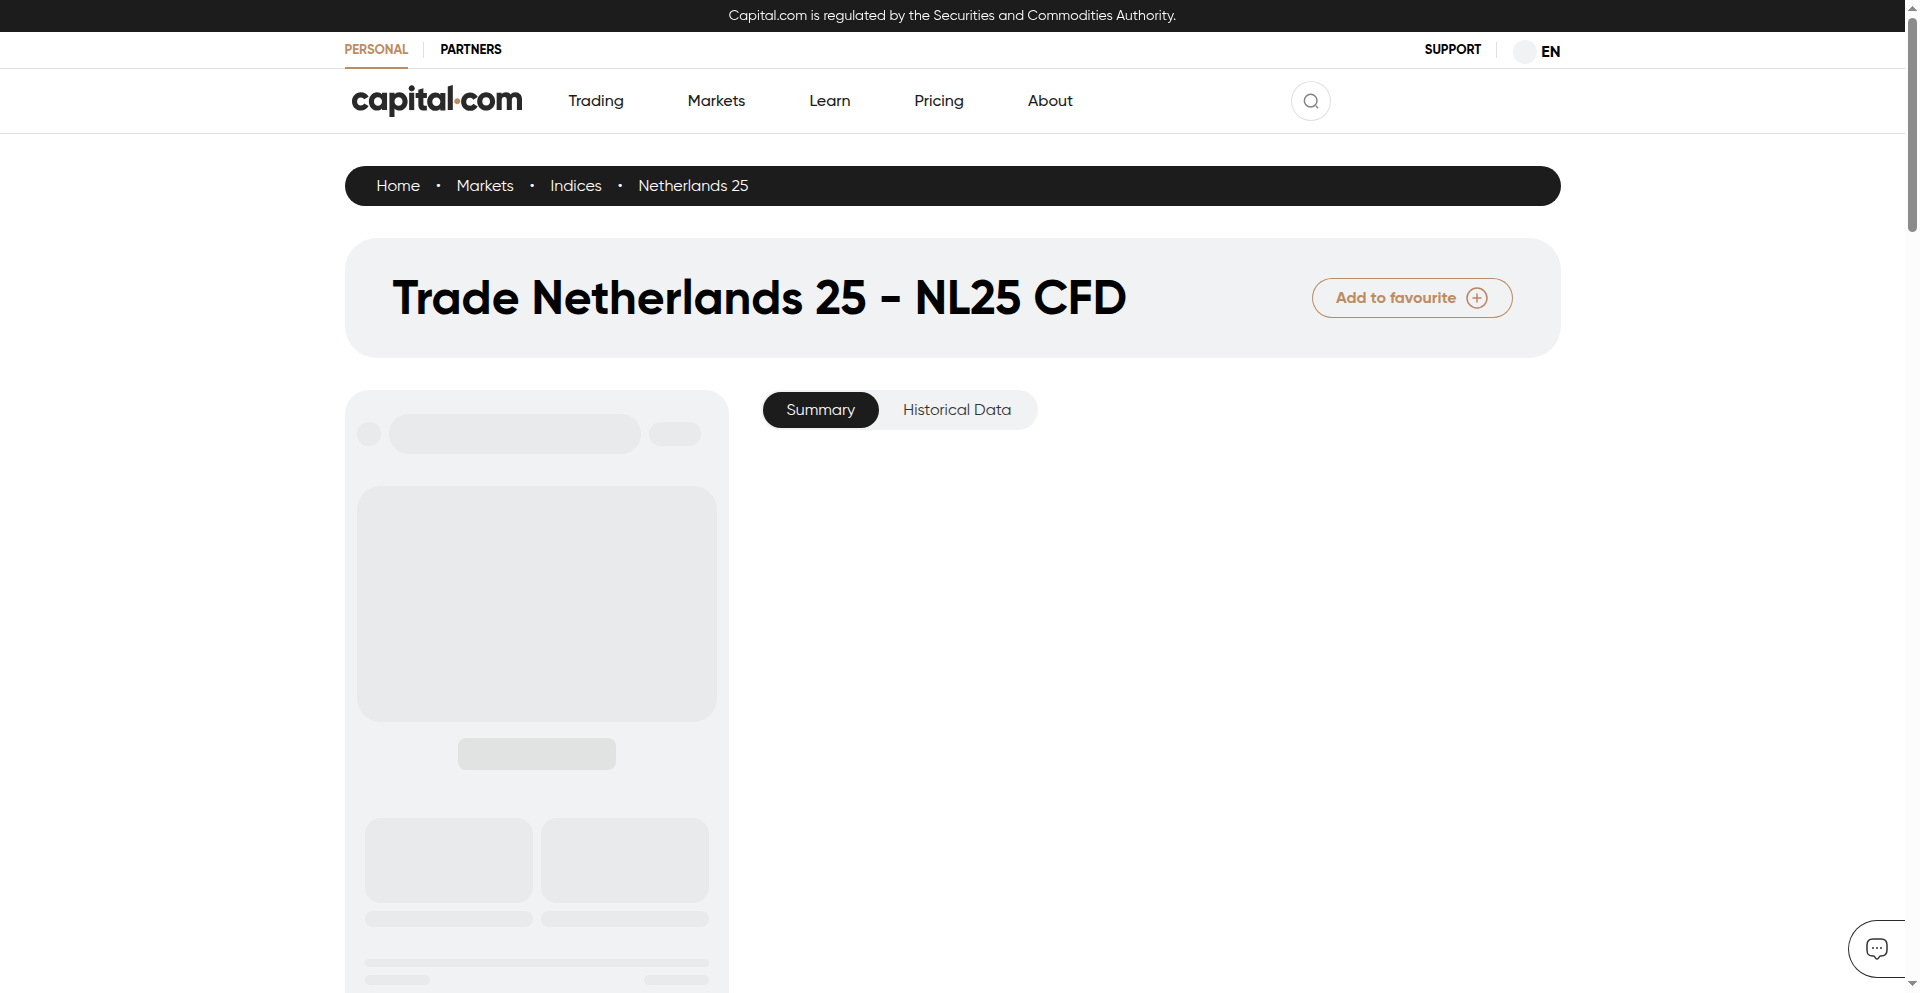 Capital.com is regulated by the Securities and Commodities Authority.
PERSONAL PARTNERS SUPPORT EN
capital.com Trading Markets Learn Pricing About
Home • Markets • Indices • Netherlands 25
Trade Netherlands 25 - NL25 CFD Add to favourite
Summary Historical Data